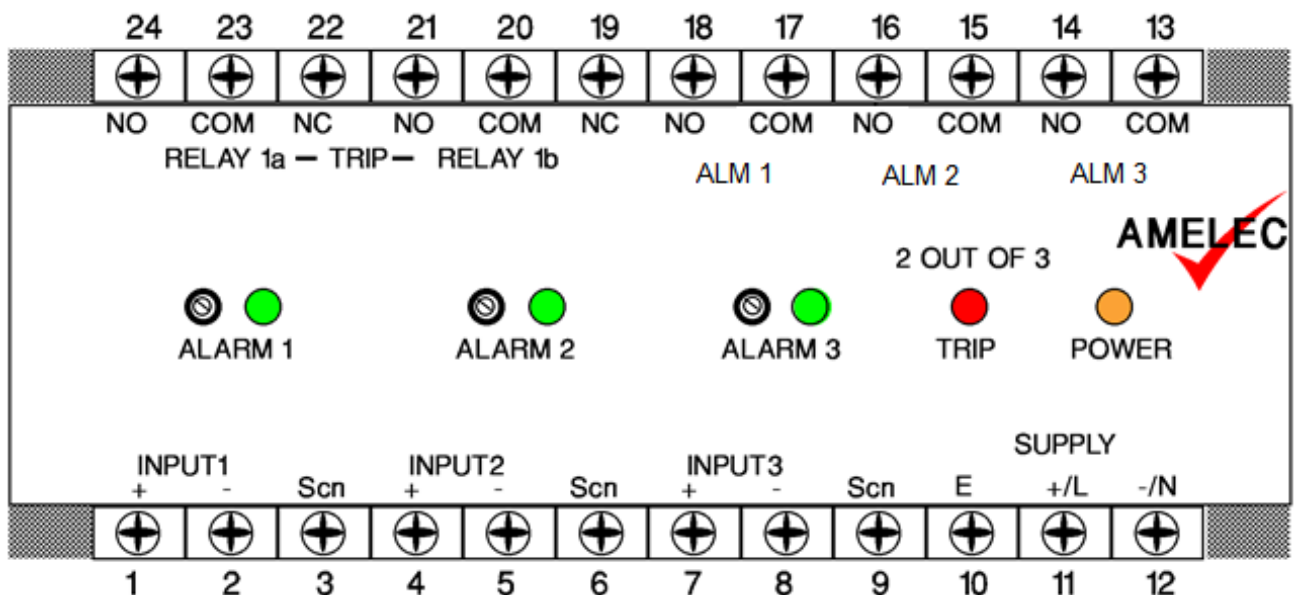 24 23 22 21 20 19 18 17 16 15 14 13
NO COM NC NO COM NC NO COM NO COM NO COM
RELAY 1a – TRIP – RELAY 1b
ALM 1 ALM 2 ALM 3
AMELEC
2 OUT OF 3
ALARM 1 ALARM 2 ALARM 3 TRIP POWER
SUPPLY
INPUT1 INPUT2 INPUT3
+ - Scn + - Scn + - Scn E +/L -/N
1 2 3 4 5 6 7 8 9 10 11 12